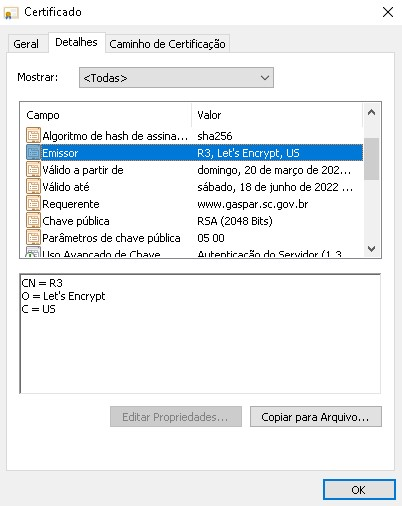 Certificado
Geral Detalhes Caminho de Certificação
Mostrar: <Todas>
Campo Valor
Algoritmo de hash de assina... sha256
Emissor R3, Let's Encrypt, US
Válido a partir de domingo, 20 de março de 202...
Válido até sábado, 18 de junho de 2022 ...
Requerente www.gaspar.sc.gov.br
Chave pública RSA (2048 Bits)
Parâmetros de chave pública 05 00
Uso Avançado de Chave Autenticação do Servidor (1.3
CN = R3
O = Let's Encrypt
C = US
Editar Propriedades... Copiar para Arquivo...
OK